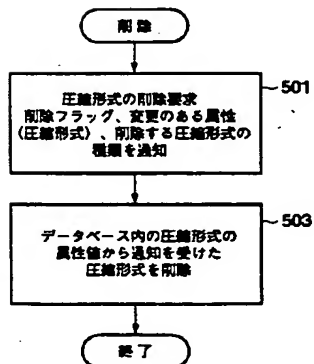 削除
圧縮形式の削除要求
削除フラッグ、変更のある属性
(圧縮形式)、削除する圧縮形式の
種類を通知
501
データベース内の圧縮形式の
属性値から通知を受けた
圧縮形式を削除
503
終了